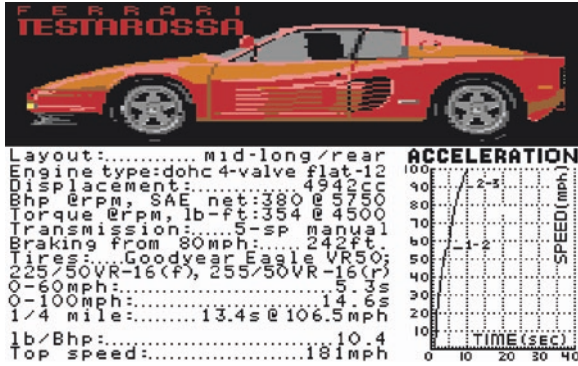 FERRARI
TESTAROSSA
Layout:............mid-long/rear
Engine type:dohc 4-valve flat-12
Displacement:.............4942cc
Bhp @rpm, SAE net:380 @ 5750
Torque @rpm, lb-ft:354 @ 4500
Transmission:.....5-sp manual
Braking from 80mph:......242ft.
Tires:....Goodyear Eagle VR50;
225/50VR-16(f), 255/50VR-16(r)
0-60mph:.....................5.3s
0-100mph:...................14.6s
1/4 mile:.......13.4s @ 106.5mph
lb/Bhp:.....................10.4
Top speed:................181mph
ACCELERATION
100
90
80
70
60
50
40
30
20
10
2-3
1-2
SPEED(mph)
TIME(sec)
0 10 20 30 40